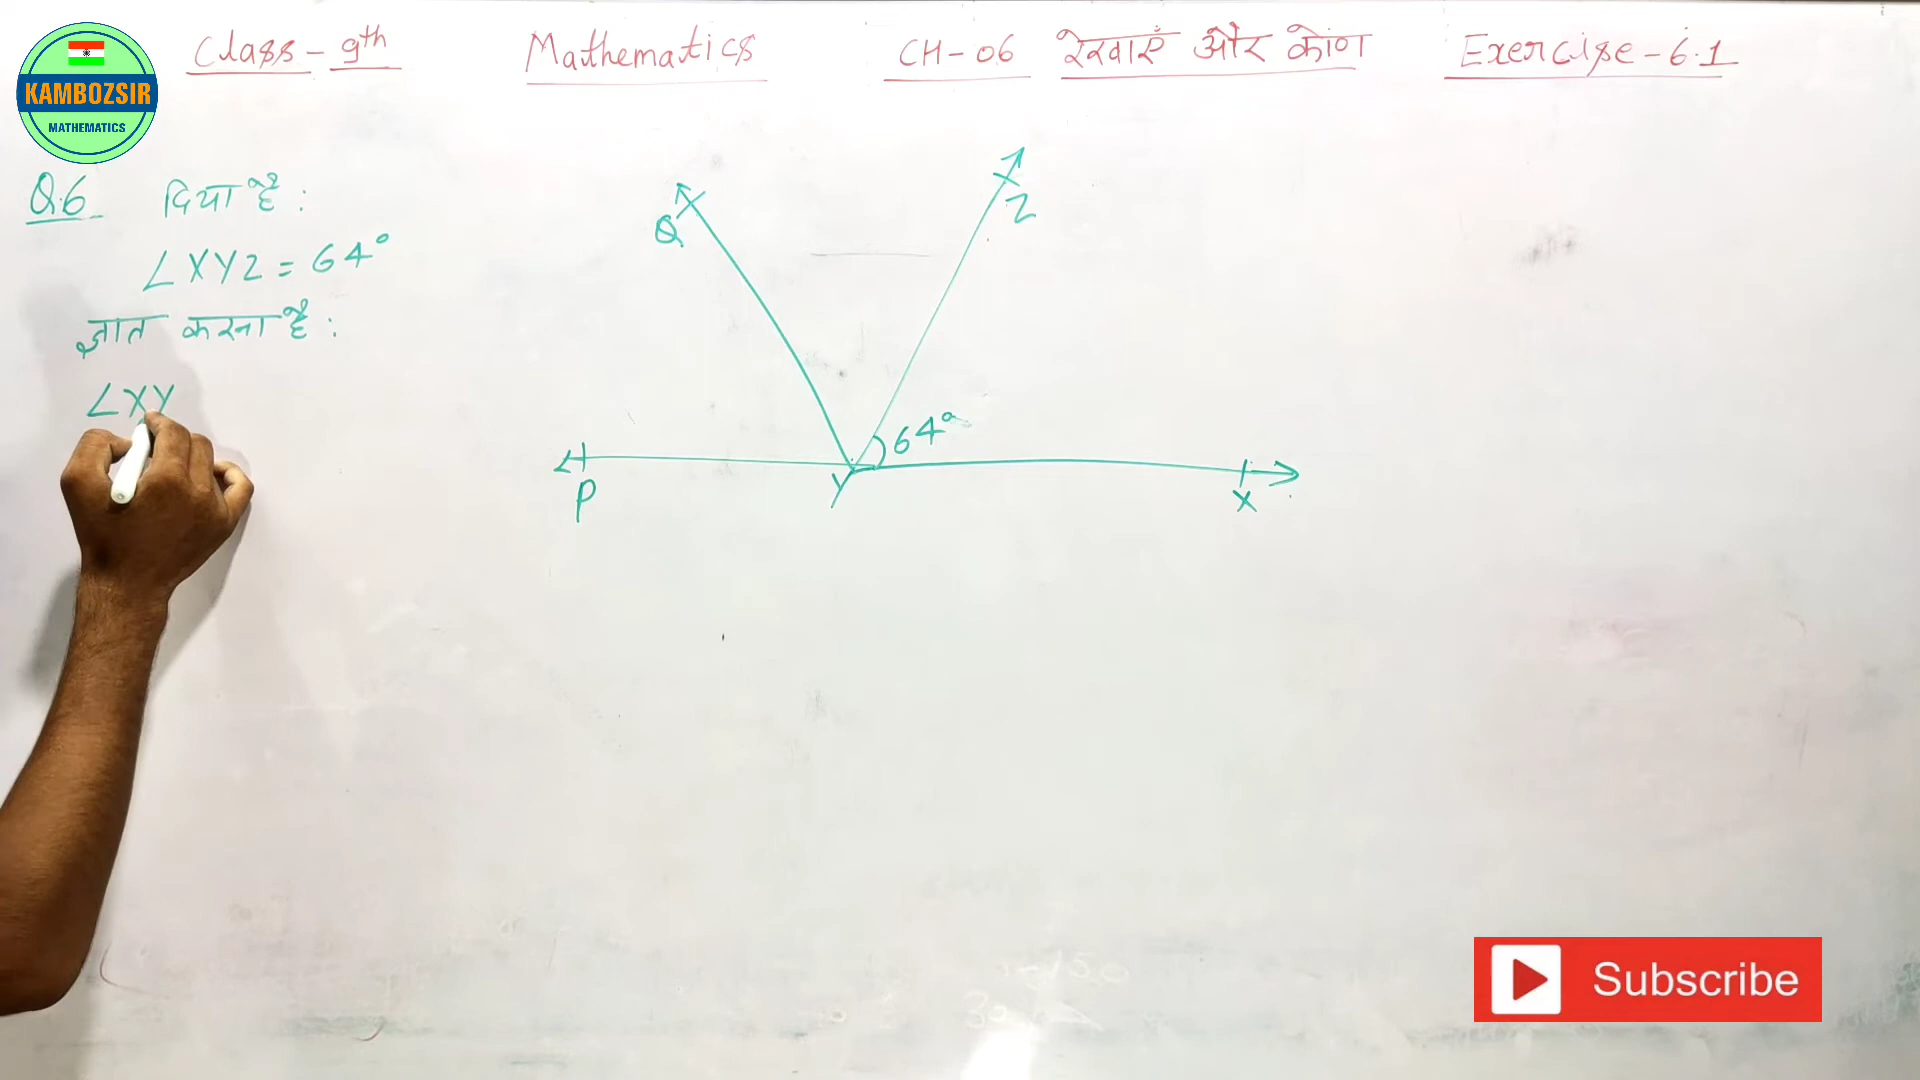 Class - 9th Mathematics CH-06 रेखाएँ और कोण Exercise - 6.1
KAMBOZSIR
MATHEMATICS
Q.6 दिया है :
∠XYZ = 64°
ज्ञात करना है :
∠XY
Q
Z
64°
P
Y
X
Subscribe